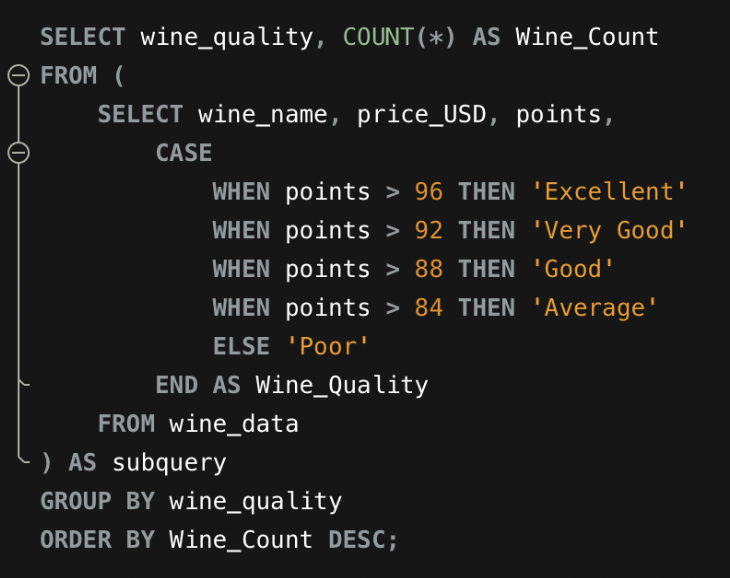 SELECT wine_quality, COUNT(*) AS Wine_Count
FROM (
    SELECT wine_name, price_USD, points,
        CASE
            WHEN points > 96 THEN 'Excellent'
            WHEN points > 92 THEN 'Very Good'
            WHEN points > 88 THEN 'Good'
            WHEN points > 84 THEN 'Average'
            ELSE 'Poor'
        END AS Wine_Quality
    FROM wine_data
) AS subquery
GROUP BY wine_quality
ORDER BY Wine_Count DESC;